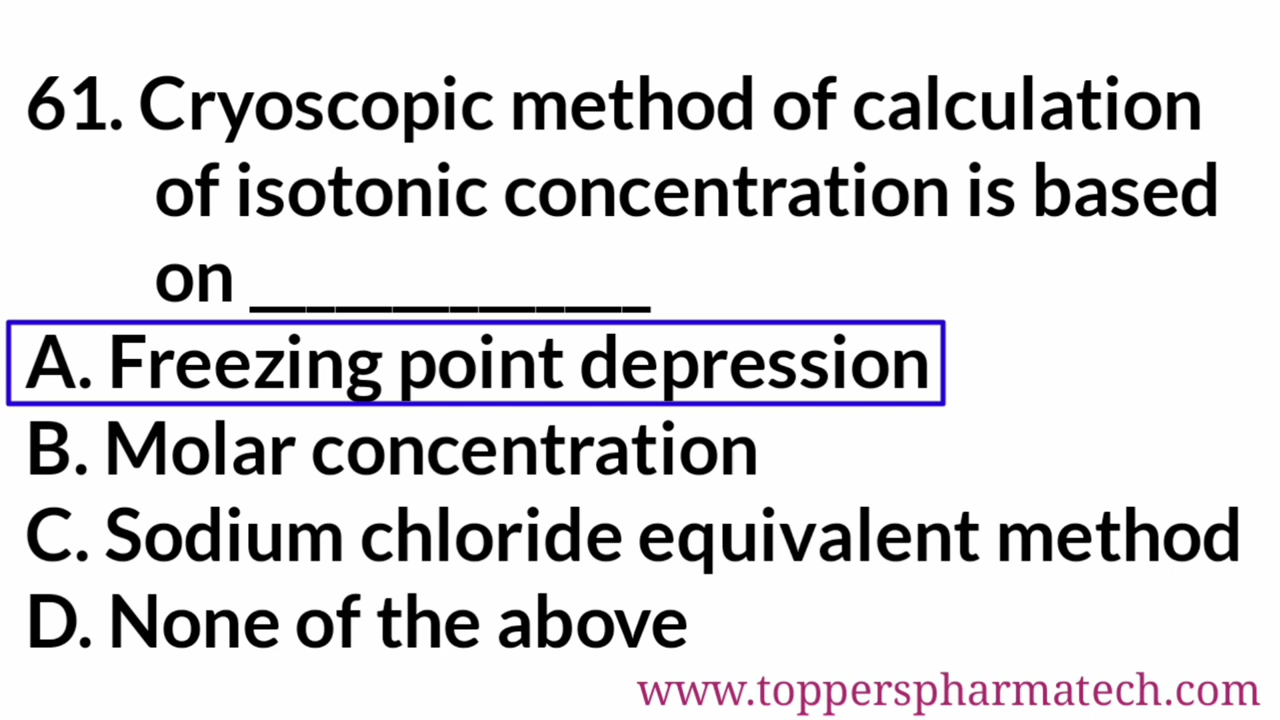 61. Cryoscopic method of calculation
of isotonic concentration is based
on ______________
A. Freezing point depression
B. Molar concentration
C. Sodium chloride equivalent method
D. None of the above
www.topperspharmatech.com